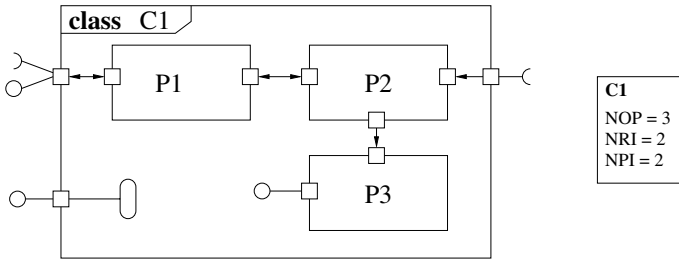 class C1
P1
P2
P3
C1
NOP = 3
NRI = 2
NPI = 2